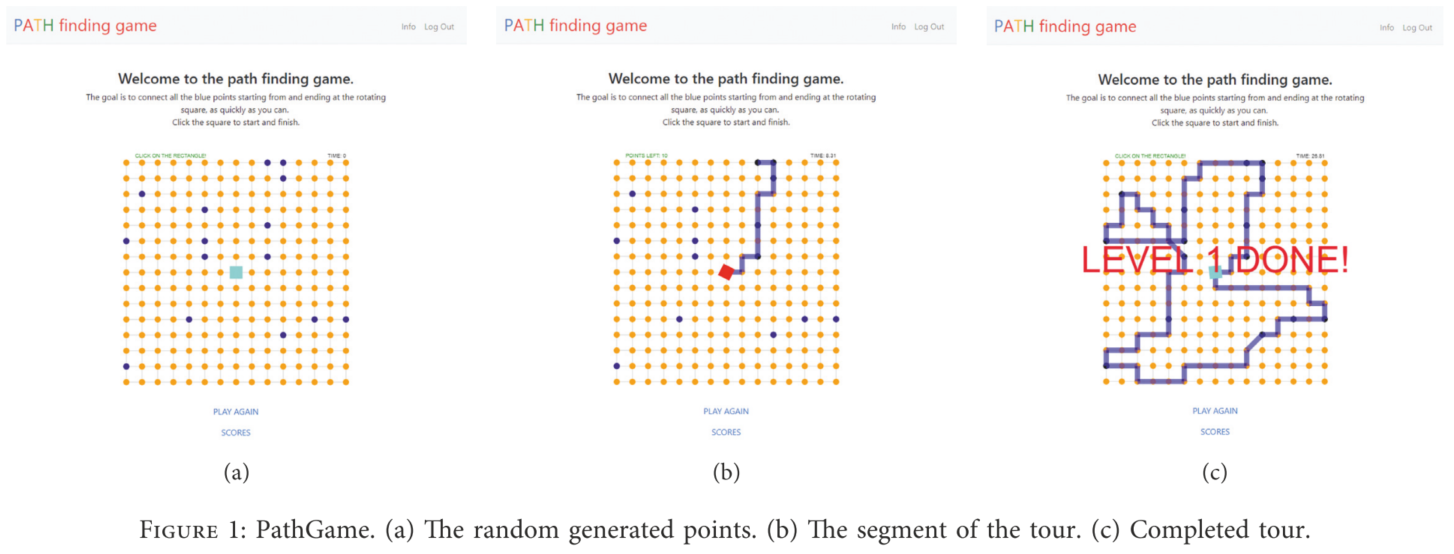 PATH finding game
Info Log Out
Welcome to the path finding game.
The goal is to connect all the blue points starting from and ending at the rotating
square, as quickly as you can.
Click the square to start and finish.
CLICK ON THE RECTANGLE!
TIME: 0
PLAY AGAIN
SCORES
(a)
PATH finding game
Info Log Out
Welcome to the path finding game.
The goal is to connect all the blue points starting from and ending at the rotating
square, as quickly as you can.
Click the square to start and finish.
POINTS LEFT: 10
TIME: 8.31
PLAY AGAIN
SCORES
(b)
PATH finding game
Info Log Out
Welcome to the path finding game.
The goal is to connect all the blue points starting from and ending at the rotating
square, as quickly as you can.
Click the square to start and finish.
CLICK ON THE RECTANGLE!
LEVEL 1 DONE!
PLAY AGAIN
SCORES
(c)
FIGURE 1: PathGame. (a) The random generated points. (b) The segment of the tour. (c) Completed tour.